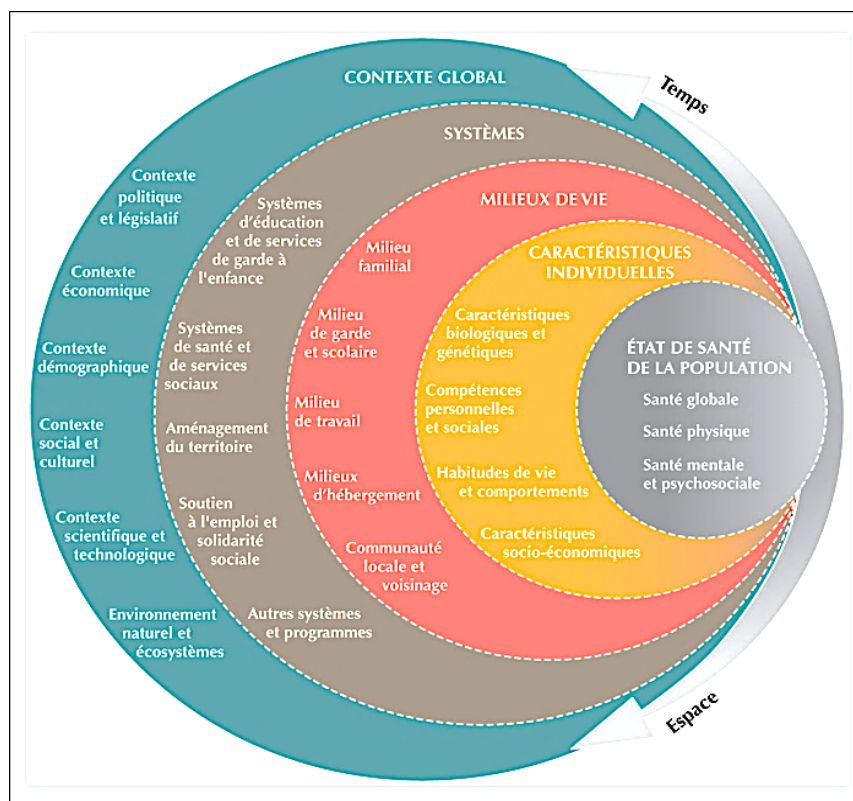 CONTEXTE GLOBAL
Temps
SYSTÈMES
MILIEUX DE VIE
CARACTÉRISTIQUES
INDIVIDUELLES
ÉTAT DE SANTÉ
DE LA POPULATION
Santé globale
Santé physique
Santé mentale
et psychosociale
Contexte
politique
et législatif
Contexte
économique
Contexte
démographique
Contexte
social et
culturel
Contexte
scientifique et
technologique
Environnement
naturel et
écosystèmes
Systèmes
d'éducation
et de services
de garde à
l'enfance
Systèmes
de santé et
de services
sociaux
Aménagement
du territoire
Soutien
à l'emploi et
solidarité
sociale
Autres systèmes
et programmes
Milieu
familial
Milieu
de garde
et scolaire
Milieu
de travail
Milieux
d'hébergement
Communauté
locale et
voisinage
Caractéristiques
biologiques et
génétiques
Compétences
personnelles
et sociales
Habitudes de vie
et comportements
Caractéristiques
socio-économiques
Espace